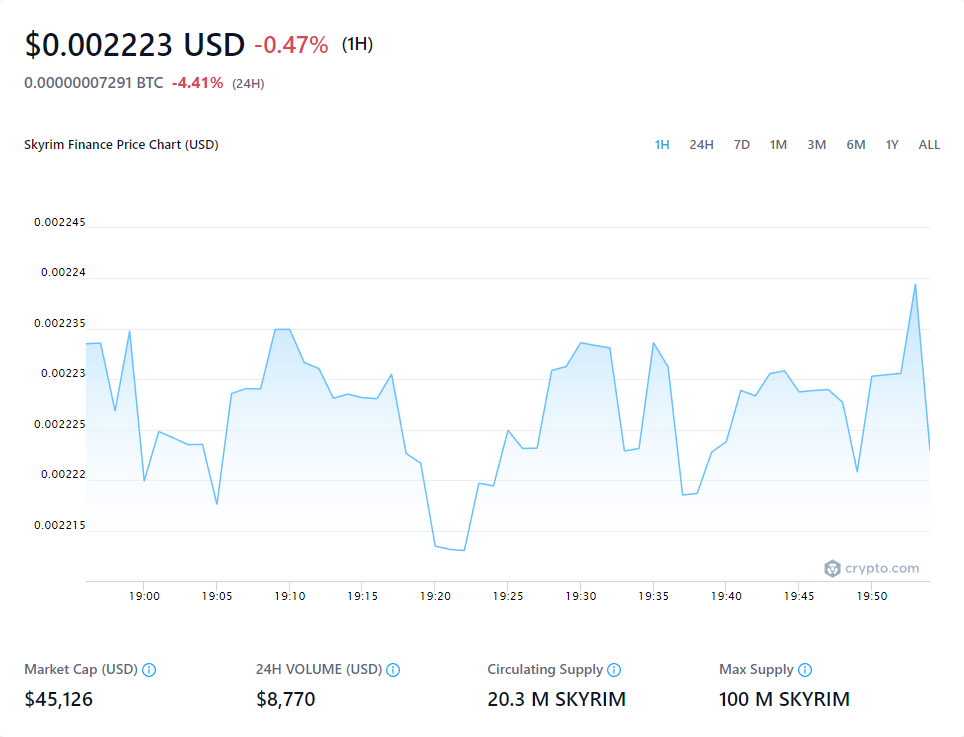 $0.002223 USD -0.47% (1H)
0.00000007291 BTC -4.41% (24H)
Skyrim Finance Price Chart (USD) 1H 24H 7D 1M 3M 6M 1Y ALL
0.002245
0.00224
0.002235
0.00223
0.002225
0.00222
0.002215
crypto.com
19:00 19:05 19:10 19:15 19:20 19:25 19:30 19:35 19:40 19:45 19:50
Market Cap (USD) 24H VOLUME (USD) Circulating Supply Max Supply
$45,126 $8,770 20.3 M SKYRIM 100 M SKYRIM